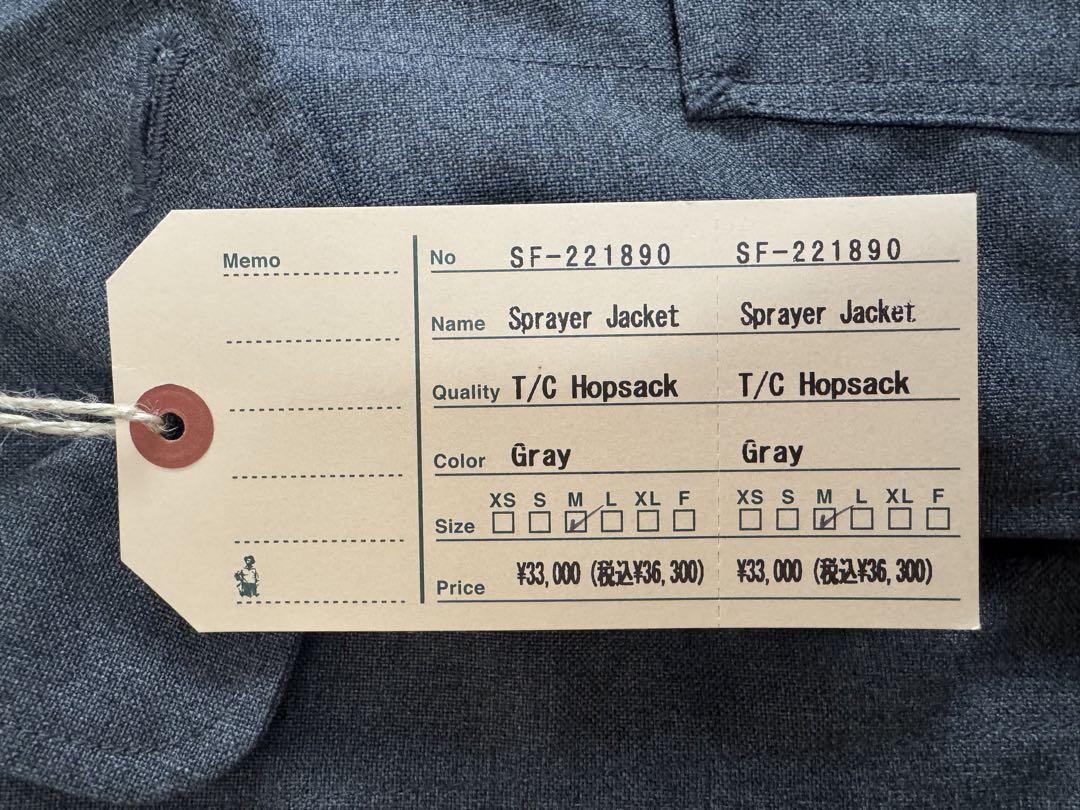 Memo
No SF-221890 SF-221890
Name Sprayer Jacket Sprayer Jacket
Quality T/C Hopsack T/C Hopsack
Color Gray Gray
XS S M L XL F XS S M L XL F
Size
Price ¥33,000 (税込¥36,300) ¥33,000 (税込¥36,300)